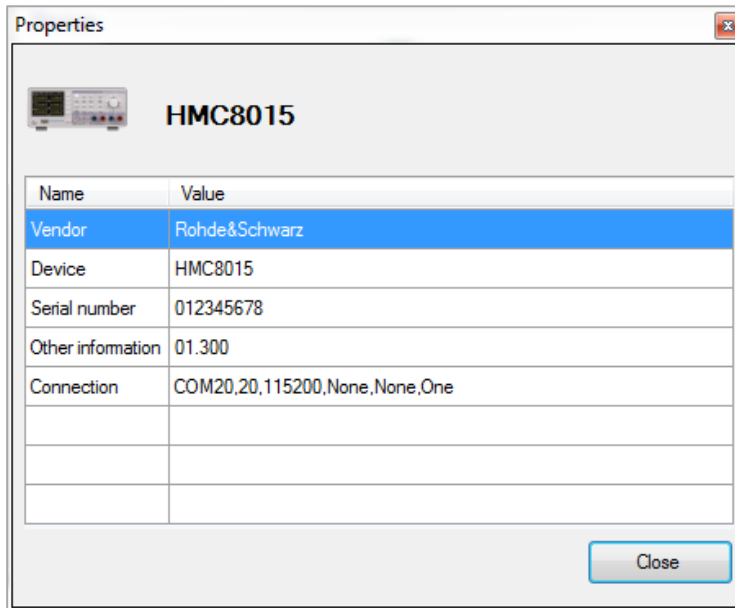 Properties
HMC8015
Name Value
Vendor Rohde&Schwarz
Device HMC8015
Serial number 012345678
Other information 01.300
Connection COM20,20,115200,None,None,One
Close